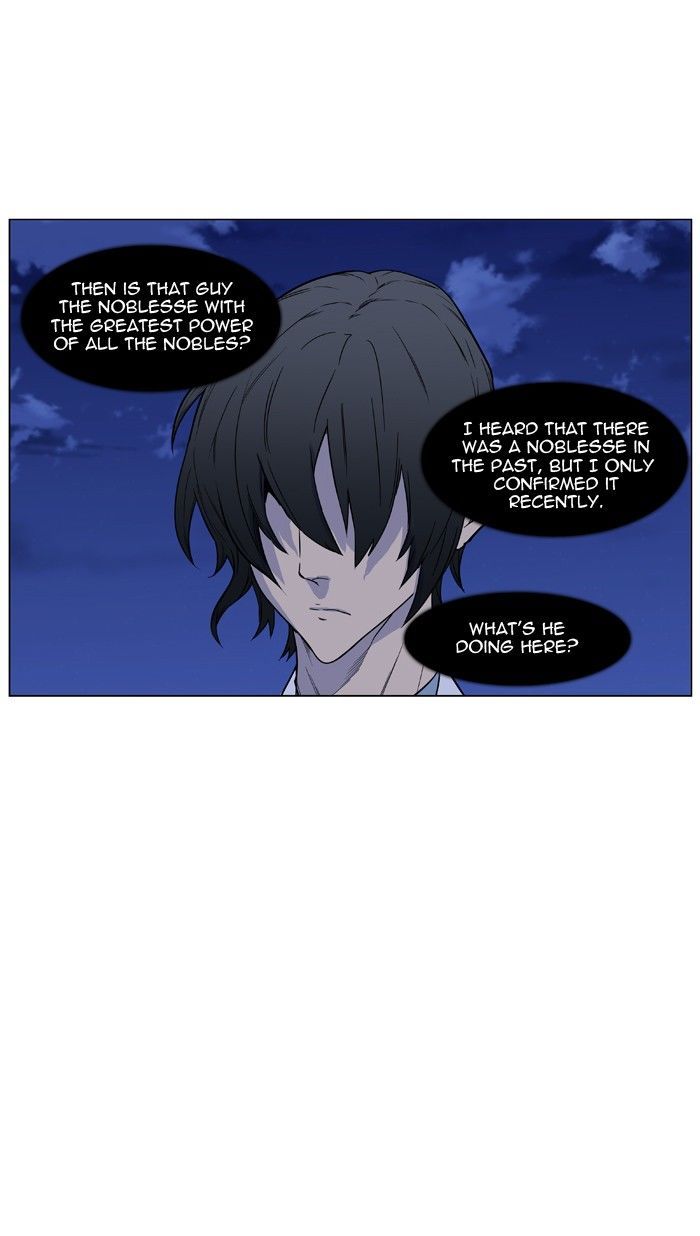 THEN IS THAT GUY
THE NOBLESSE WITH
THE GREATEST POWER
OF ALL THE NOBLES?
I HEARD THAT THERE
WAS A NOBLESSE IN
THE PAST, BUT I ONLY
CONFIRMED IT
RECENTLY.
WHAT'S HE
DOING HERE?